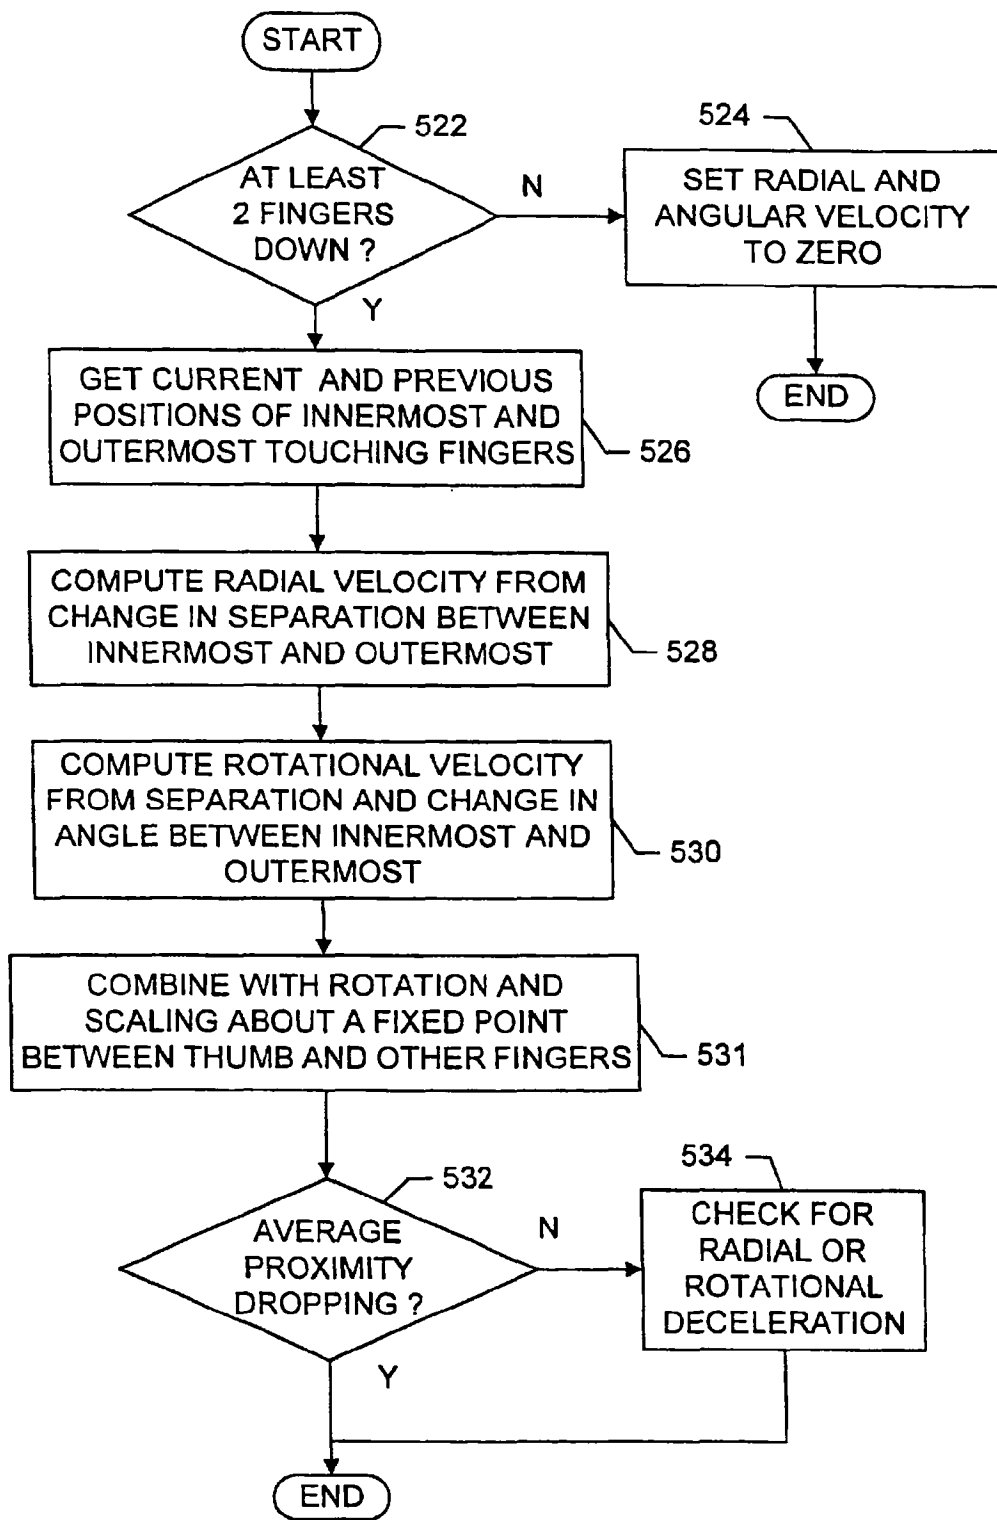 START
522
AT LEAST
2 FINGERS
DOWN ?
N
Y
524
SET RADIAL AND
ANGULAR VELOCITY
TO ZERO
END
GET CURRENT AND PREVIOUS
POSITIONS OF INNERMOST AND
OUTERMOST TOUCHING FINGERS
526
COMPUTE RADIAL VELOCITY FROM
CHANGE IN SEPARATION BETWEEN
INNERMOST AND OUTERMOST
528
COMPUTE ROTATIONAL VELOCITY
FROM SEPARATION AND CHANGE IN
ANGLE BETWEEN INNERMOST AND
OUTERMOST
530
COMBINE WITH ROTATION AND
SCALING ABOUT A FIXED POINT
BETWEEN THUMB AND OTHER FINGERS
531
532
AVERAGE
PROXIMITY
DROPPING ?
N
Y
534
CHECK FOR
RADIAL OR
ROTATIONAL
DECELERATION
END